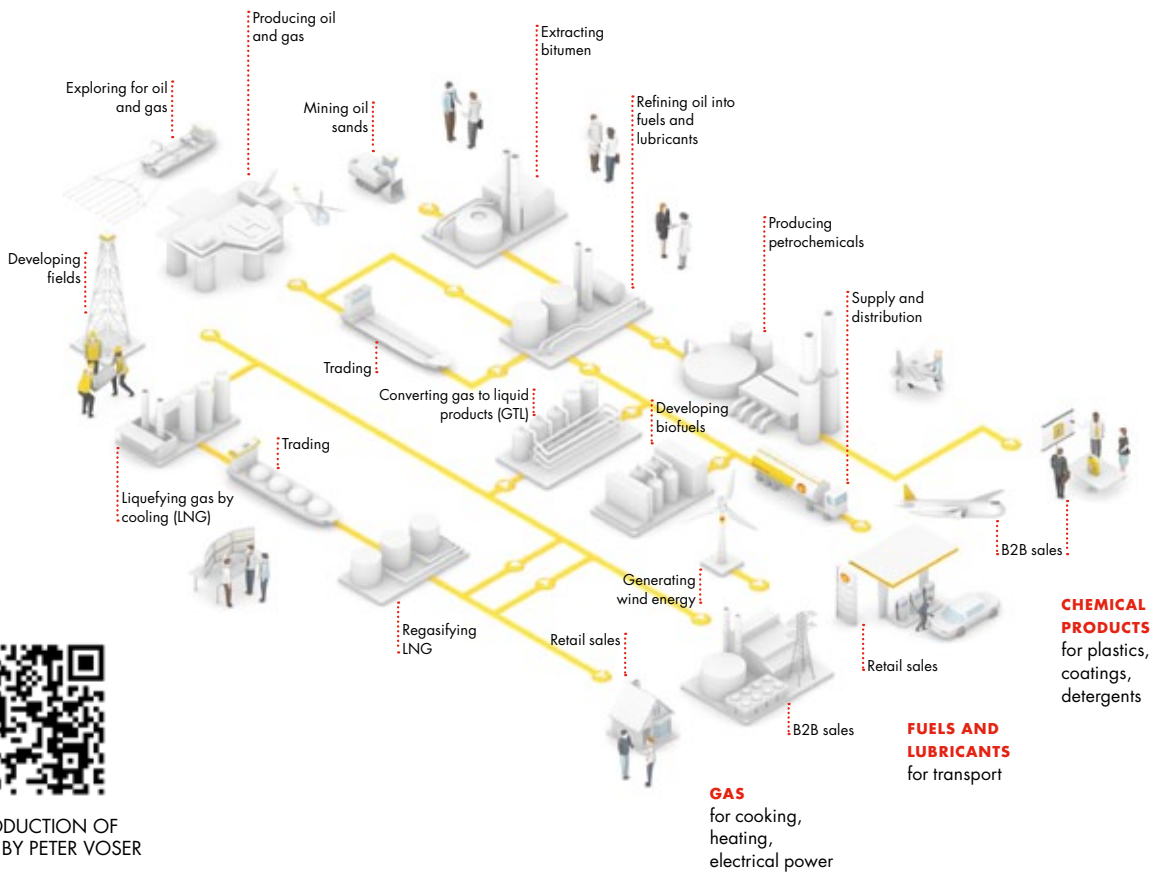 Producing oil
and gas
Extracting
bitumen
Exploring for oil
and gas
Mining oil
sands
Refining oil into
fuels and
lubricants
Producing
petrochemicals
Developing
fields
Supply and
distribution
Trading
Converting gas to liquid
products (GTL)
Developing
biofuels
Trading
Liquefying gas by
cooling (LNG)
B2B sales
Generating
wind energy
Regasifying
LNG
Retail sales
Retail sales
B2B sales
CHEMICAL
PRODUCTS
for plastics,
coatings,
detergents
FUELS AND
LUBRICANTS
for transport
GAS
for cooking,
heating,
electrical power
ODUCTION OF
BY PETER VOSER